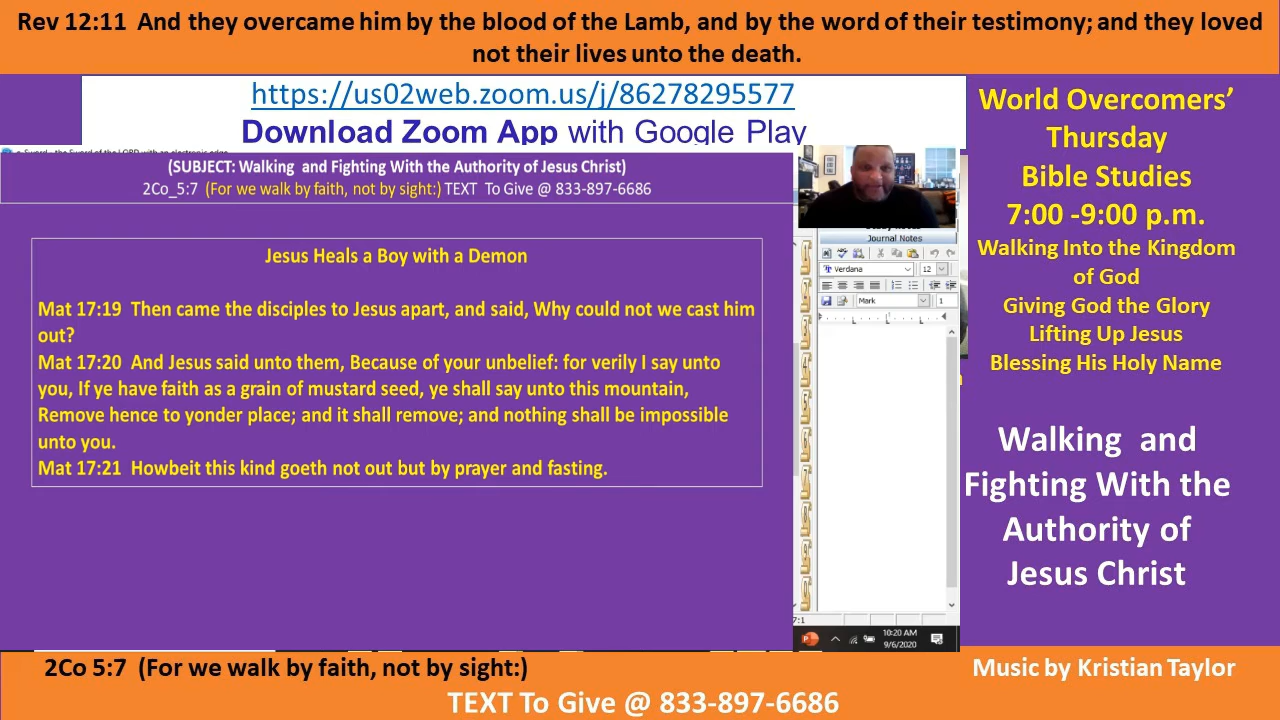 Rev 12:11 And they overcame him by the blood of the Lamb, and by the word of their testimony; and they loved
not their lives unto the death.
https://us02web.zoom.us/j/86278295577
Download Zoom App with Google Play
(SUBJECT: Walking and Fighting With the Authority of Jesus Christ)
2Co_5:7 (For we walk by faith, not by sight:) TEXT To Give @ 833-897-6686
Jesus Heals a Boy with a Demon
Mat 17:19 Then came the disciples to Jesus apart, and said, Why could not we cast him
out?
Mat 17:20 And Jesus said unto them, Because of your unbelief: for verily I say unto
you, If ye have faith as a grain of mustard seed, ye shall say unto this mountain,
Remove hence to yonder place; and it shall remove; and nothing shall be impossible
unto you.
Mat 17:21 Howbeit this kind goeth not out but by prayer and fasting.
Journal Notes
Verdana 12
Mark 1
7:1
10:20 AM
9/6/2020
World Overcomers’
Thursday
Bible Studies
7:00 -9:00 p.m.
Walking Into the Kingdom
of God
Giving God the Glory
Lifting Up Jesus
Blessing His Holy Name
Walking and
Fighting With the
Authority of
Jesus Christ
2Co 5:7 (For we walk by faith, not by sight:)
Music by Kristian Taylor
TEXT To Give @ 833-897-6686